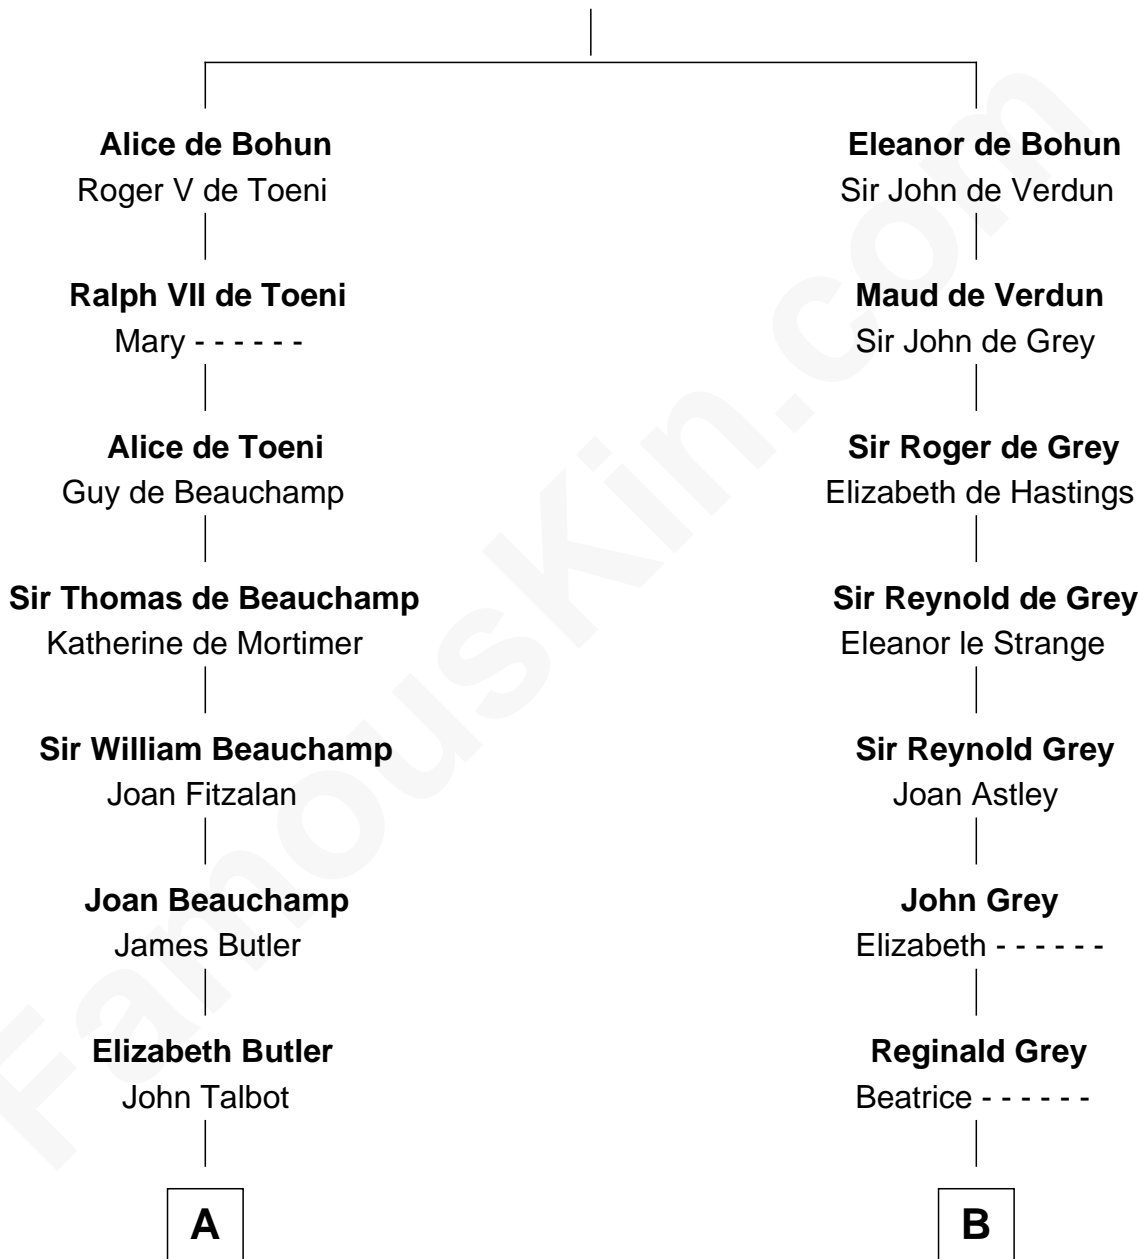 Alice de Bohun
Roger V de Toeni
Ralph VII de Toeni
Mary - - - - - -
Alice de Toeni
Guy de Beauchamp
Sir Thomas de Beauchamp
Katherine de Mortimer
Sir William Beauchamp
Joan Fitzalan
Joan Beauchamp
James Butler
Elizabeth Butler
John Talbot
A
Eleanor de Bohun
Sir John de Verdun
Maud de Verdun
Sir John de Grey
Sir Roger de Grey
Elizabeth de Hastings
Sir Reynold de Grey
Eleanor le Strange
Sir Reynold Grey
Joan Astley
John Grey
Elizabeth - - - - - -
Reginald Grey
Beatrice - - - - - -
B
FamousKin.com